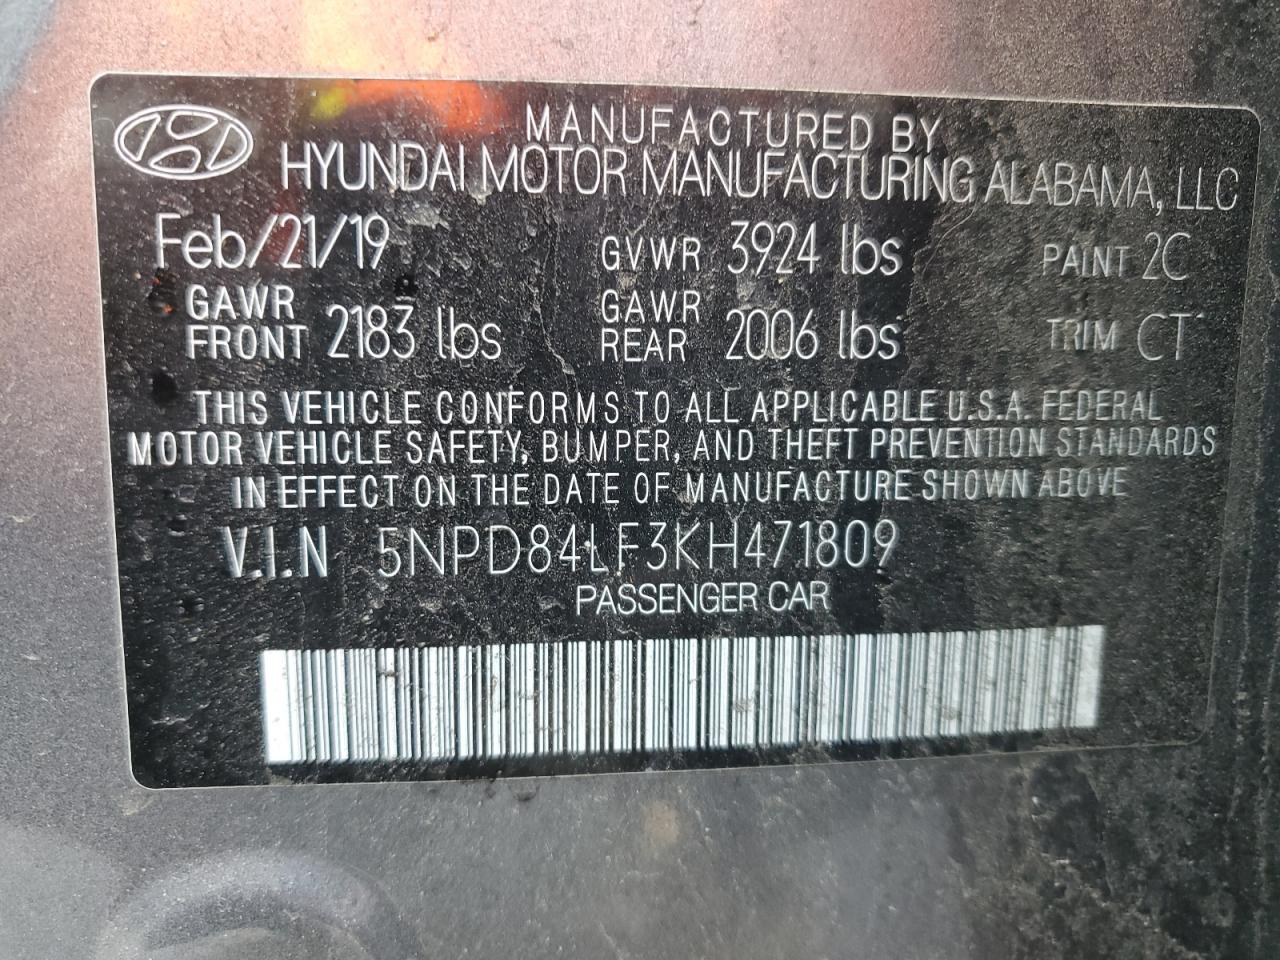 MANUFACTURED BY
HYUNDAI MOTOR MANUFACTURING ALABAMA, LLC
Feb/21/19 GVWR 3924 lbs PAINT 2C
GAWR FRONT 2183 lbs GAWR REAR 2006 lbs TRIM CT
THIS VEHICLE CONFORMS TO ALL APPLICABLE U.S.A. FEDERAL
MOTOR VEHICLE SAFETY, BUMPER, AND THEFT PREVENTION STANDARDS
IN EFFECT ON THE DATE OF MANUFACTURE SHOWN ABOVE
V.I.N 5NPD84LF3KH471809
PASSENGER CAR